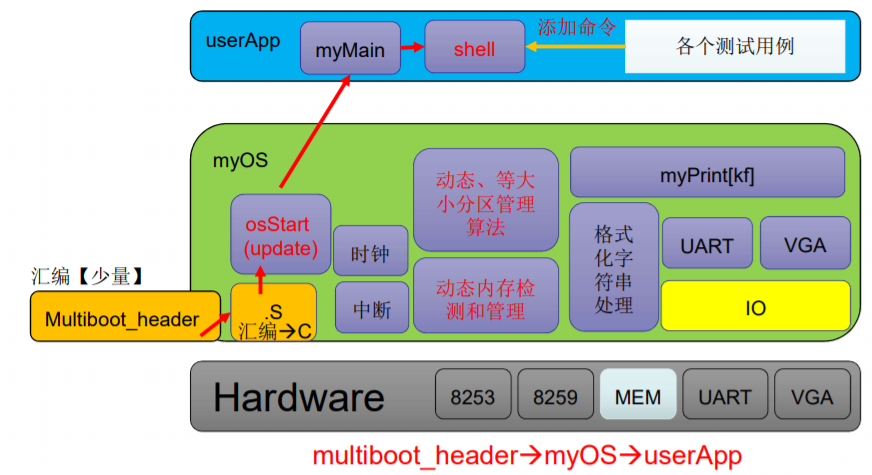 userApp
myMain
shell
添加命令
各个测试用例
myOS
osStart
(update)
时钟
中断
动态、等大
小分区管理
算法
动态内存检
测和管理
myPrint[kf]
格式
化字
符串
处理
UART
VGA
IO
汇编【少量】
Multiboot_header
.S
汇编→C
Hardware
8253
8259
MEM
UART
VGA
multiboot_header→myOS→userApp